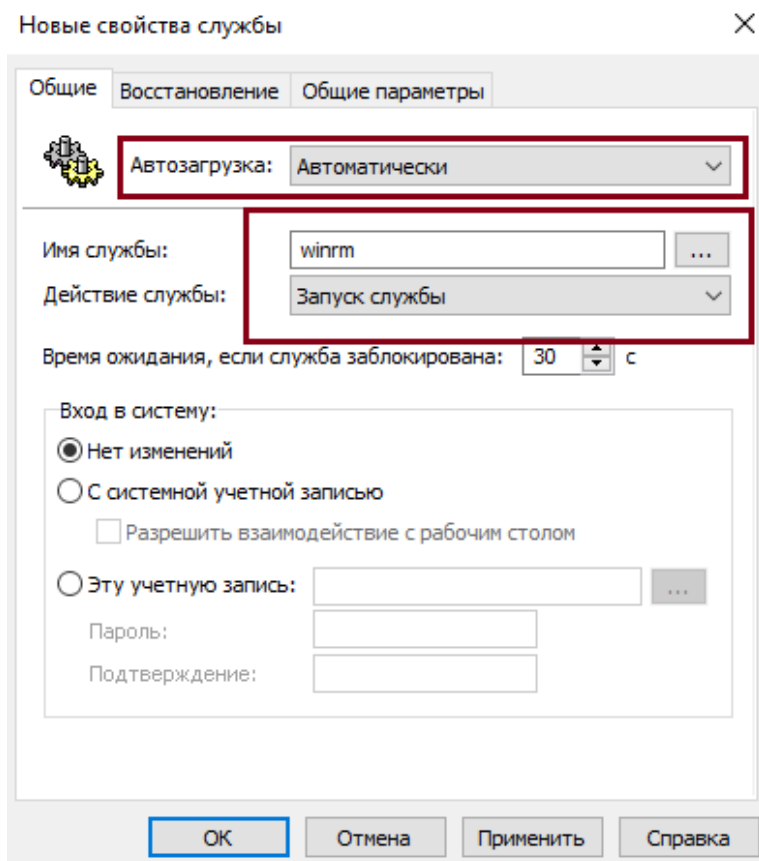 Новые свойства службы
Общие Восстановление Общие параметры
Автозагрузка: Автоматически
Имя службы: winrm ...
Действие службы: Запуск службы
Время ожидания, если служба заблокирована: 30 с
Вход в систему:
Нет изменений
С системной учетной записью
Разрешить взаимодействие с рабочим столом
Эту учетную запись: ...
Пароль:
Подтверждение:
ОК Отмена Применить Справка